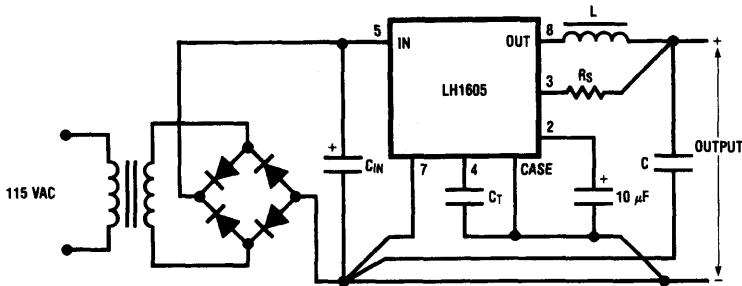 L
5
IN
OUT
8
LH1605
3
RS
2
7
4
CASE
+
CIN
CT
+
10 μF
C
+
OUTPUT
−
115 VAC